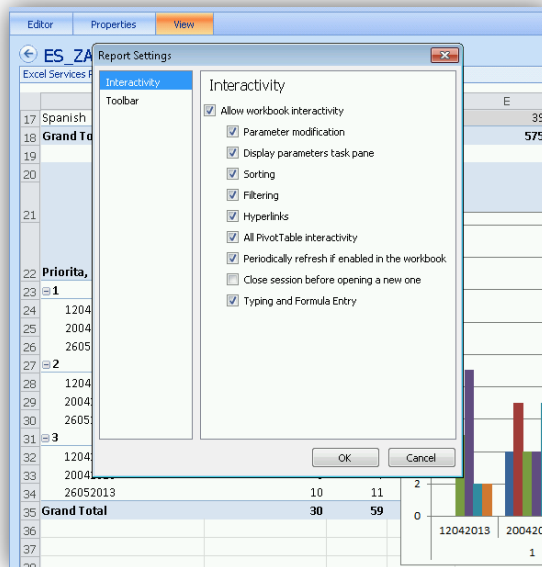 Editor Properties View
ES_ZA
Excel Services
Report Settings
Interactivity
Toolbar
Interactivity
Allow workbook interactivity
Parameter modification
Display parameters task pane
Sorting
Filtering
Hyperlinks
All PivotTable interactivity
Periodically refresh if enabled in the workbook
Close session before opening a new one
Typing and Formula Entry
OK Cancel
E
17 Spanish 39
18 Grand To 575
19
20
21
22 Priorita,
23 1
24 1204
25 2004
26 2605
27 2
28 1204
29 2004
30 2605
31 3
32 1204
33
34 26052013 10 11
35 Grand Total 30 59
36
37
2
0
12042013 20042
1